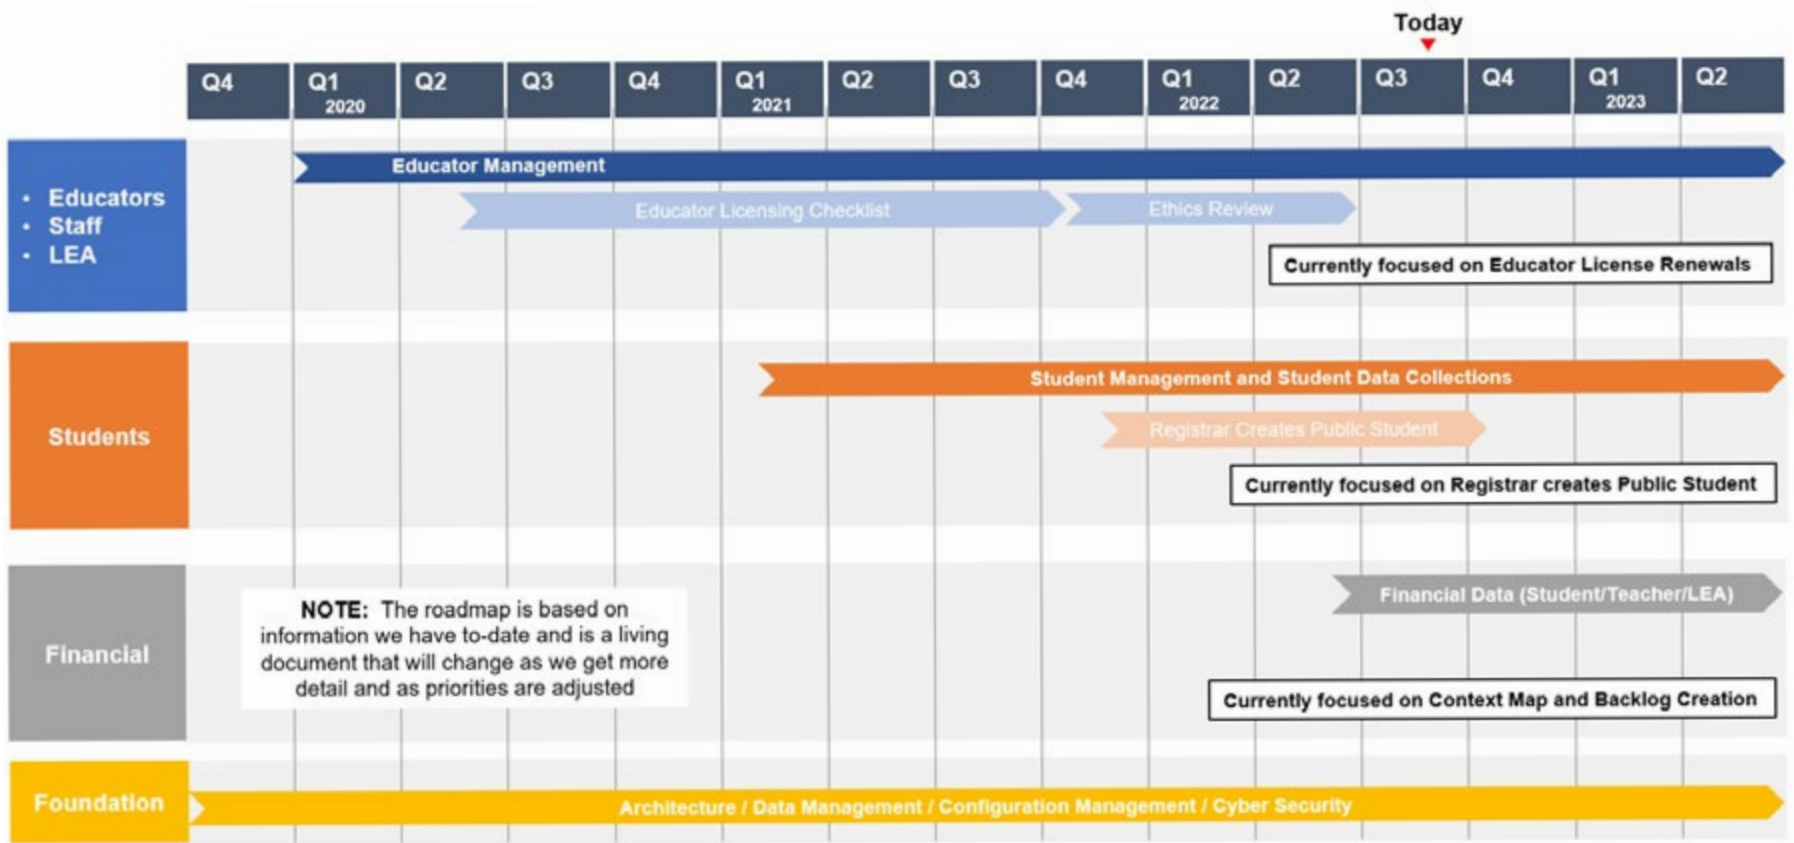 Today
Q4
Q1
2020
Q2
Q3
Q4
Q1
2021
Q2
Q3
Q4
Q1
2022
Q2
Q3
Q4
Q1
2023
Q2
• Educators
• Staff
• LEA
Educator Management
Educator Licensing Checklist
Ethics Review
Currently focused on Educator License Renewals
Students
Student Management and Student Data Collections
Registrar Creates Public Student
Currently focused on Registrar creates Public Student
Financial
NOTE: The roadmap is based on
information we have to-date and is a living
document that will change as we get more
detail and as priorities are adjusted
Financial Data (Student/Teacher/LEA)
Currently focused on Context Map and Backlog Creation
Foundation
Architecture / Data Management / Configuration Management / Cyber Security